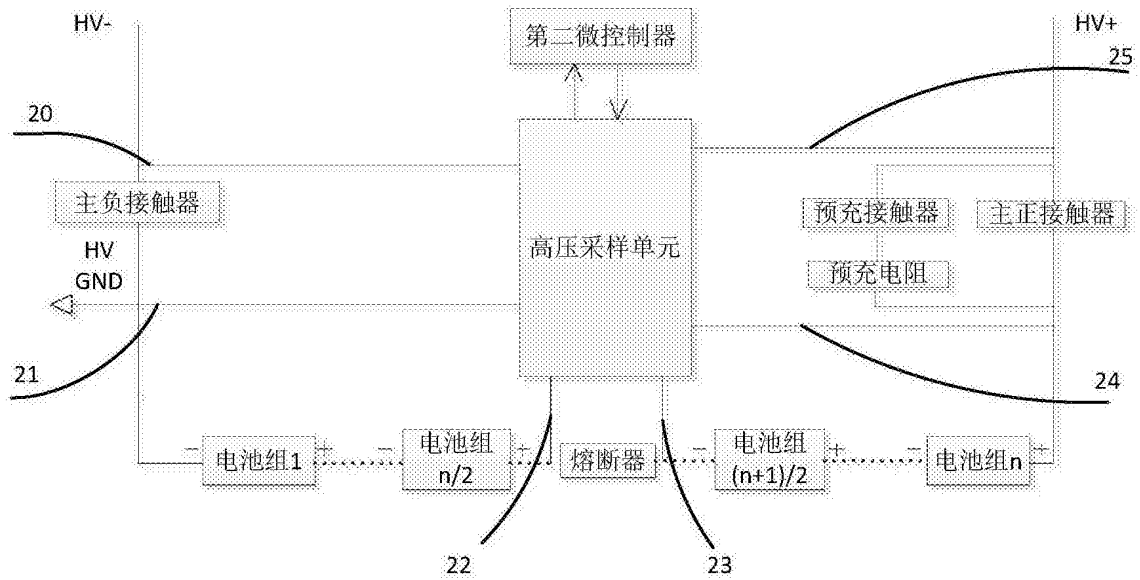 HV-
第二微控制器
HV+
25
20
主负接触器
高压采样单元
预充接触器
主正接触器
HV
GND
预充电阻
21
24
- 电池组1 +
- 电池组 +
n/2
熔断器
- 电池组 +
(n+1)/2
- 电池组n +
22
23